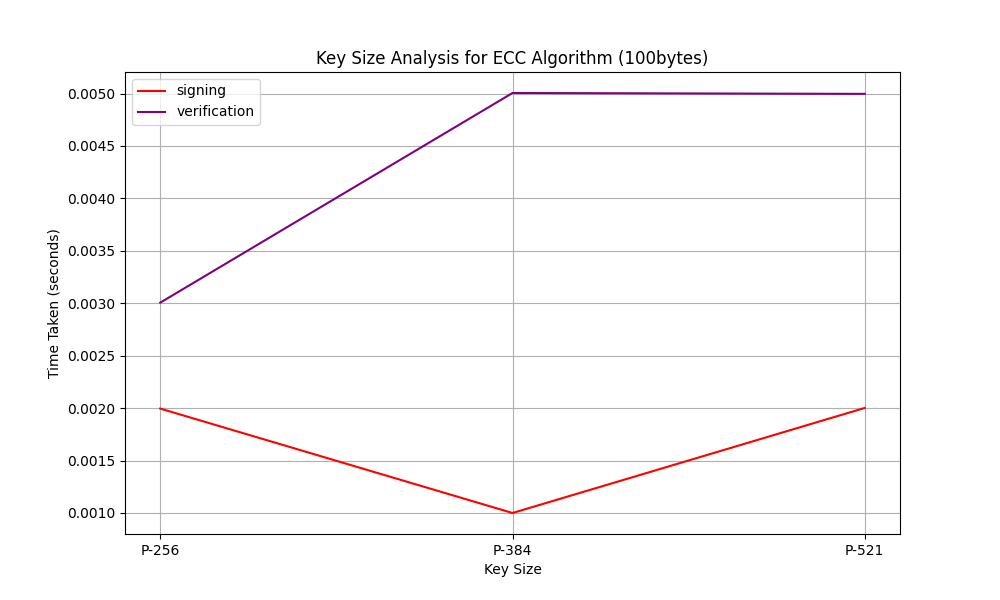 Key Size Analysis for ECC Algorithm (100bytes)
signing
verification
0.0050
0.0045
0.0040
0.0035
0.0030
0.0025
0.0020
0.0015
0.0010
Time Taken (seconds)
P-256
P-384
P-521
Key Size